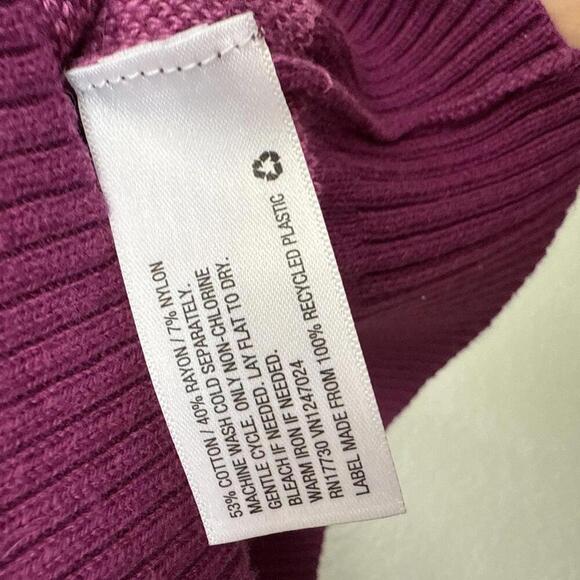 53% COTTON / 40% RAYON / 7% NYLON
MACHINE WASH COLD SEPARATELY.
GENTLE CYCLE. ONLY NON-CHLORINE
BLEACH IF NEEDED. LAY FLAT TO DRY.
WARM IRON IF NEEDED.
RN17730 VN1247024
LABEL MADE FROM 100% RECYCLED PLASTIC